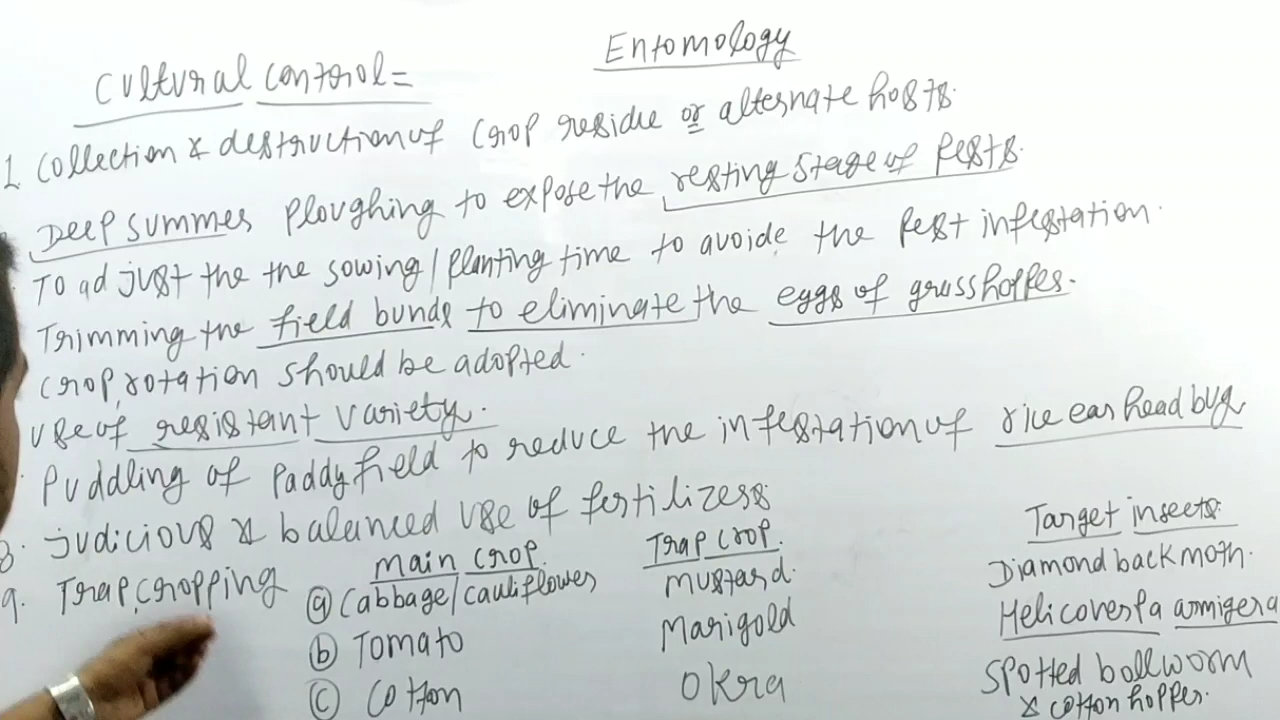 Entomology
Cultural control =
1. Collection & destruction of Crop residue or alternate hosts.
Deep summer ploughing to expose the resting stage of Pests.
To adjust the the sowing/planting time to avoide the Pest infestation.
Trimming the field bunds to eliminate the eggs of grasshopper.
Crop rotation should be adopted.
Use of resistant variety.
Puddling of Paddy field to reduce the infestation of rice earhead bug.
8. judicious & balanced use of fertilizers
9. Trap cropping
main crop Trap crop. Target insects.
(a) Cabbage/cauliflower mustard. Diamond back moth.
(b) Tomato Marigold Helicoverpa armigera
(c) Cotton Okra Spotted bollworm
& cotton hopper.